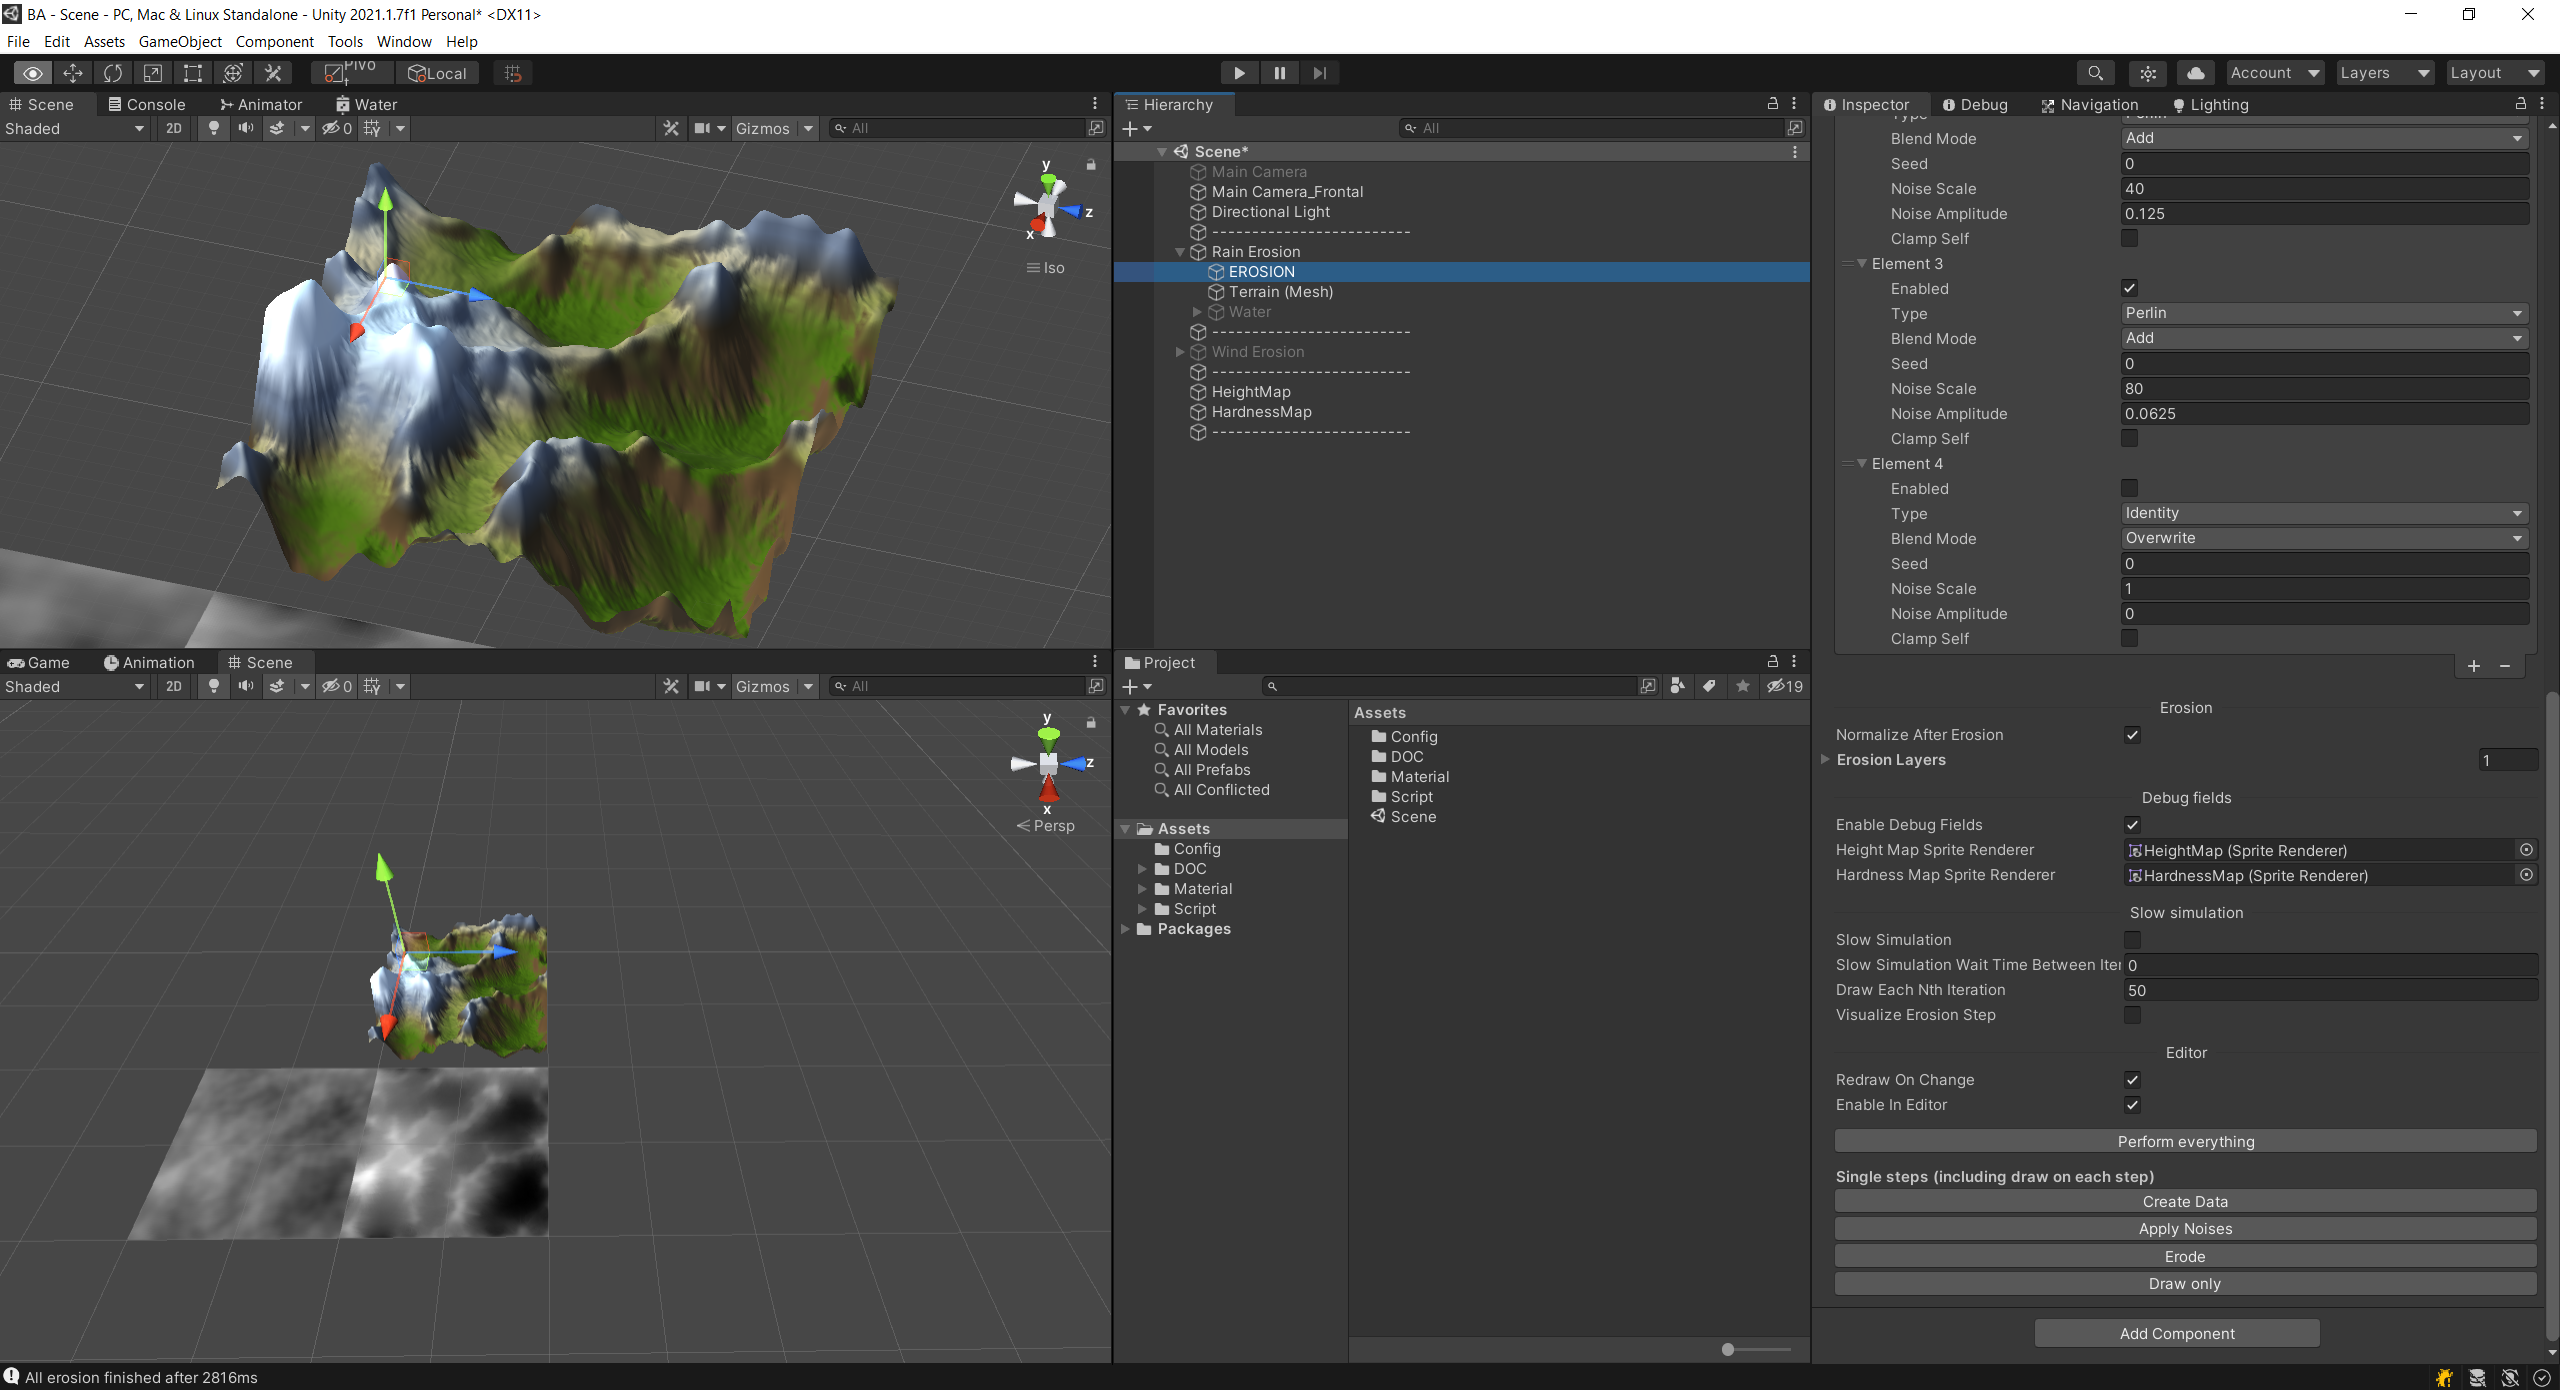 BA - Scene - PC, Mac & Linux Standalone - Unity 2021.1.7f1 Personal* <DX11>
File Edit Assets GameObject Component Tools Window Help
Pivot Local
Account Layers Layout
Scene Console Animator Water
Shaded 2D 0 Gizmos All
y
z
x
Iso
Game Animation Scene
Shaded 2D 0 Gizmos All
y
z
x
Persp
Hierarchy
All
Scene*
Main Camera
Main Camera_Frontal
Directional Light
-------------------------
Rain Erosion
EROSION
Terrain (Mesh)
Water
-------------------------
Wind Erosion
-------------------------
HeightMap
HardnessMap
-------------------------
Project
19
Favorites
All Materials
All Models
All Prefabs
All Conflicted
Assets
Config
DOC
Material
Script
Packages
Assets
Config
DOC
Material
Script
Scene
Inspector Debug Navigation Lighting
Type Perlin
Blend Mode Add
Seed 0
Noise Scale 40
Noise Amplitude 0.125
Clamp Self
Element 3
Enabled
Type Perlin
Blend Mode Add
Seed 0
Noise Scale 80
Noise Amplitude 0.0625
Clamp Self
Element 4
Enabled
Type Identity
Blend Mode Overwrite
Seed 0
Noise Scale 1
Noise Amplitude 0
Clamp Self
+ −
Erosion
Normalize After Erosion
Erosion Layers 1
Debug fields
Enable Debug Fields
Height Map Sprite Renderer HeightMap (Sprite Renderer)
Hardness Map Sprite Renderer HardnessMap (Sprite Renderer)
Slow simulation
Slow Simulation
Slow Simulation Wait Time Between Iter 0
Draw Each Nth Iteration 50
Visualize Erosion Step
Editor
Redraw On Change
Enable In Editor
Perform everything
Single steps (including draw on each step)
Create Data
Apply Noises
Erode
Draw only
Add Component
All erosion finished after 2816ms